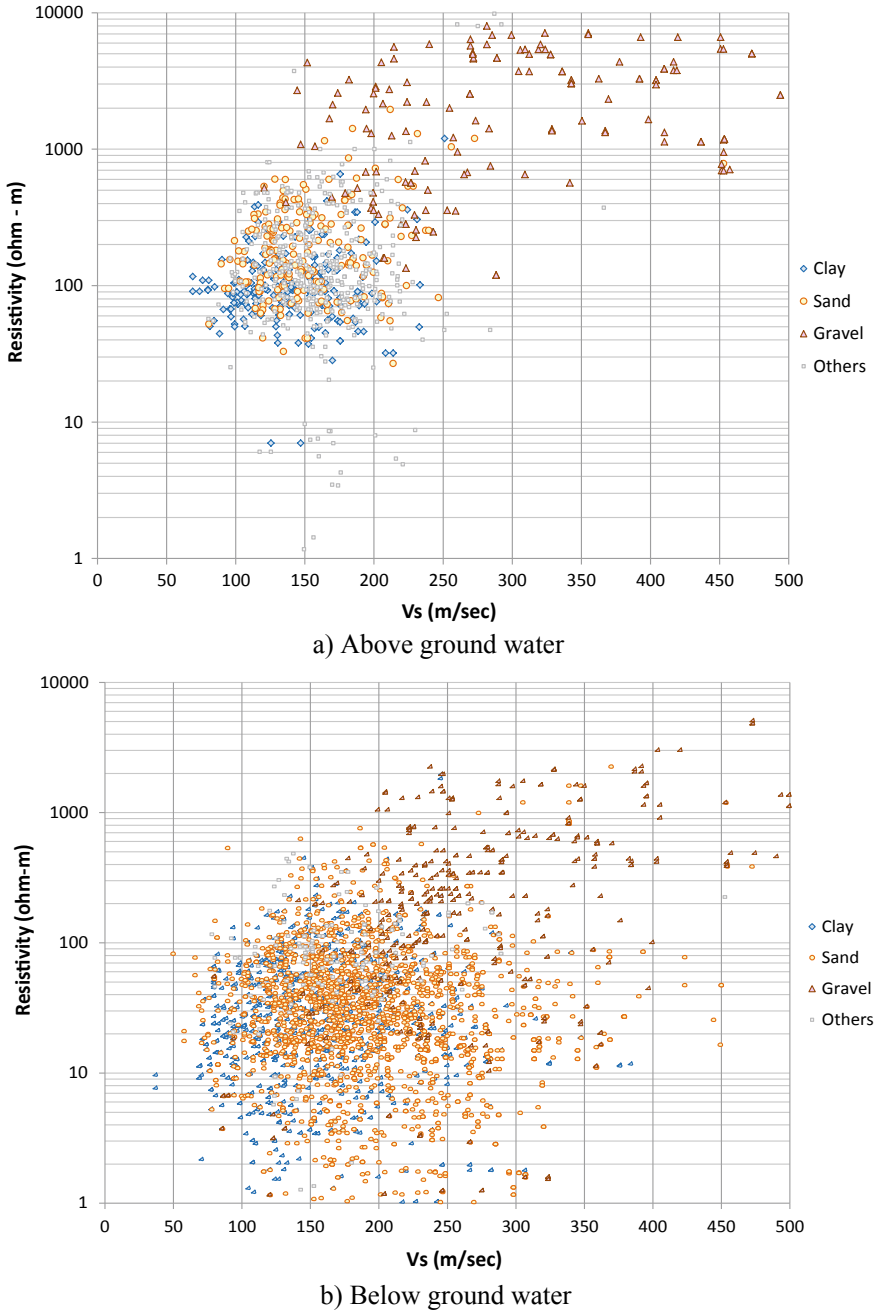 10000
1000
100
10
1
Resistivity (ohm - m)
0 50 100 150 200 250 300 350 400 450 500
Vs (m/sec)
Clay
Sand
Gravel
Others
a) Above ground water
10000
1000
100
10
1
Resistivity (ohm-m)
0 50 100 150 200 250 300 350 400 450 500
Vs (m/sec)
Clay
Sand
Gravel
Others
b) Below ground water